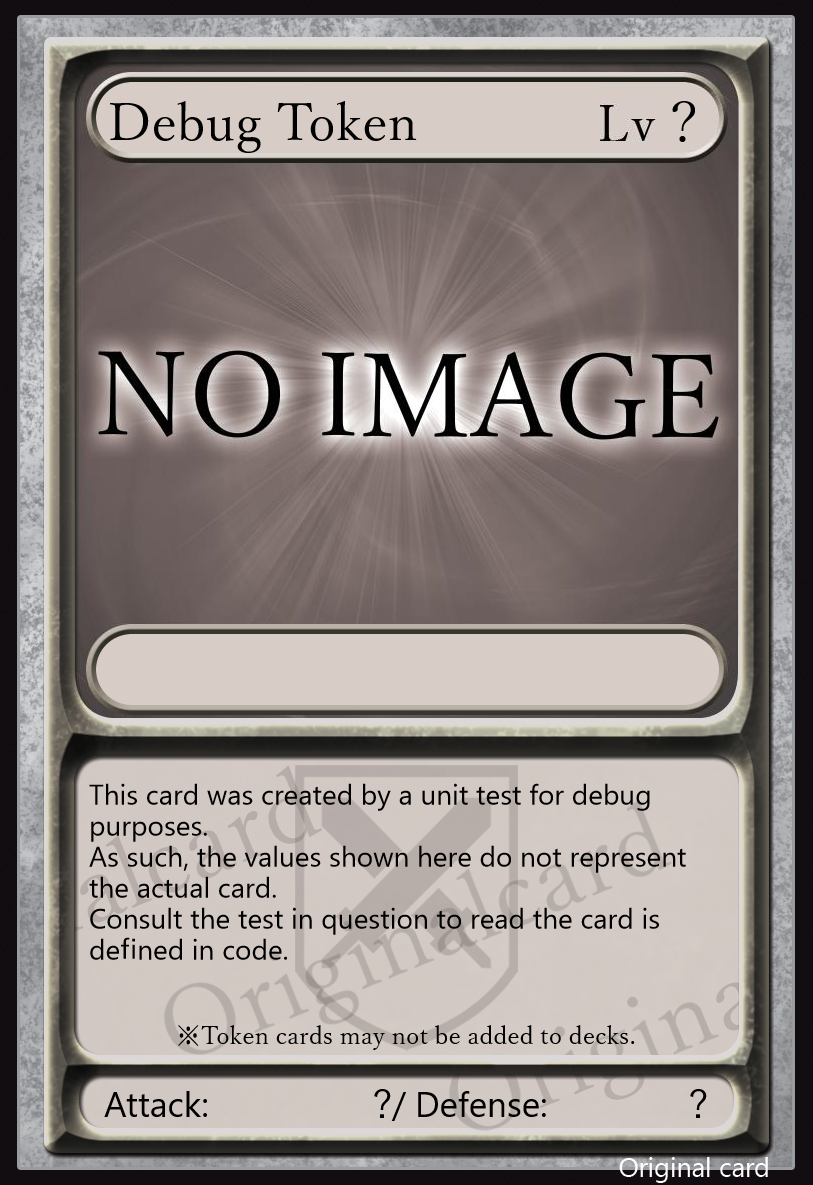 Debug Token Lv ?
NO IMAGE
This card was created by a unit test for debug
purposes.
As such, the values shown here do not represent
the actual card.
Consult the test in question to read the card is
defined in code.
Originalcard
※Token cards may not be added to decks.
Attack: ?/ Defense: ?
Original card